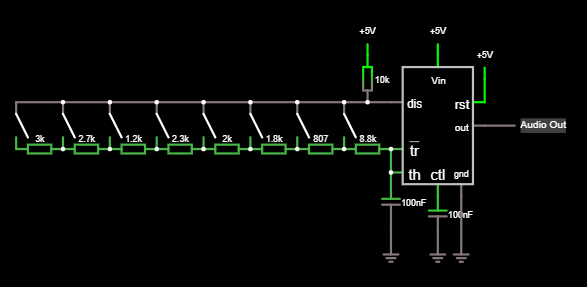 +5V
+5V
+5V
10k
Vin
dis
rst
3k
2.7k
1.2k
2.3k
2k
1.8k
807
8.8k
out
Audio Out
tr
th
ctl
gnd
100nF
100nF